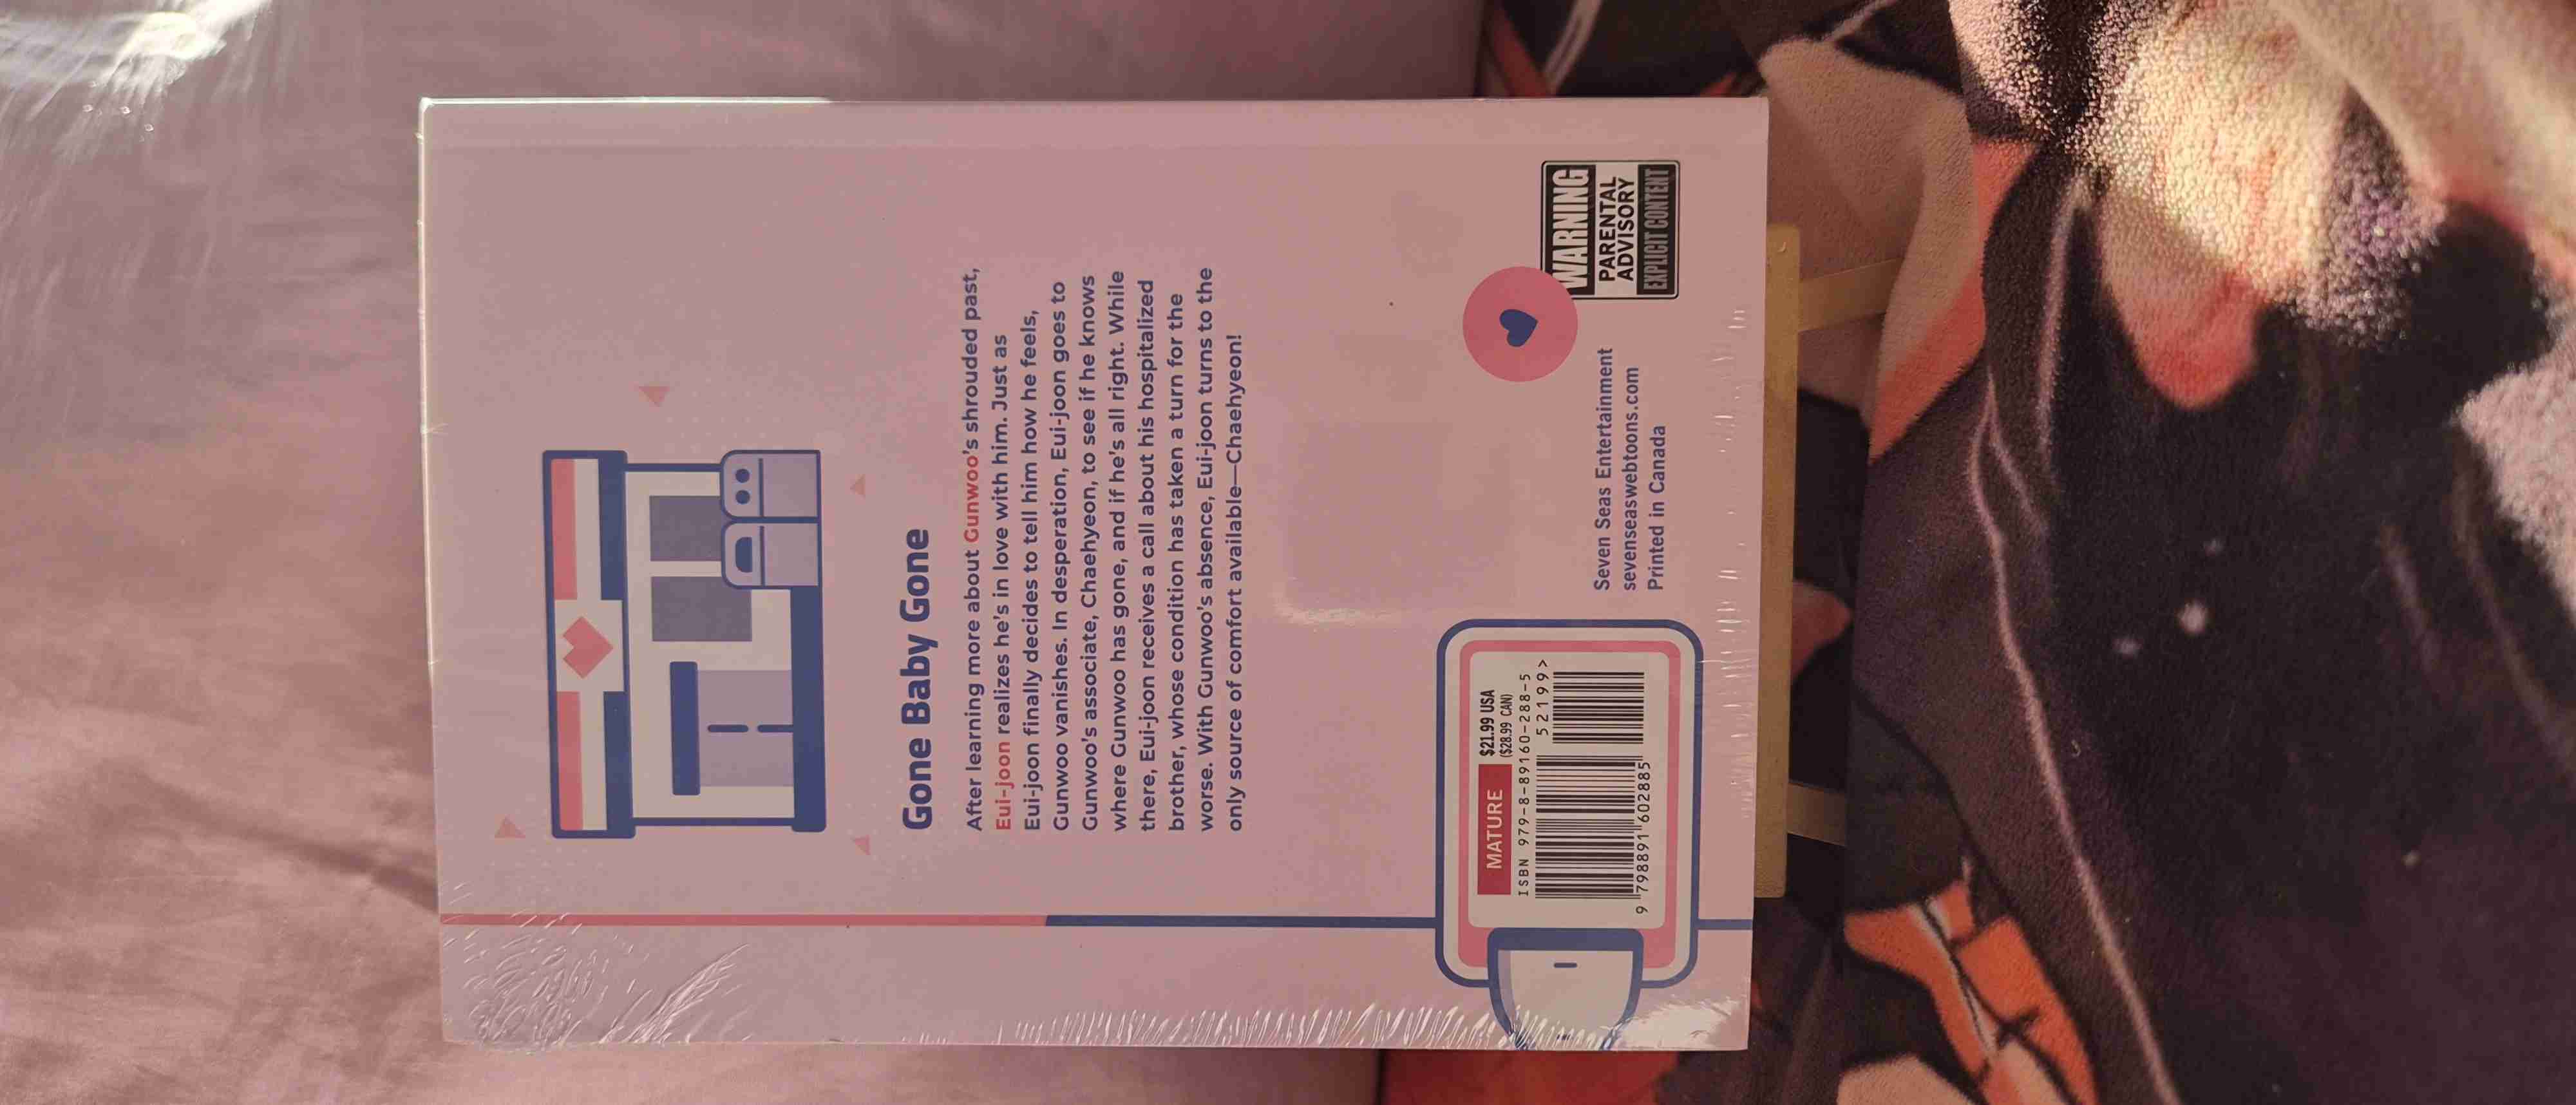 Gone Baby Gone
After learning more about Gunwoo's shrouded past,
Eui-joon realizes he's in love with him. Just as
Eui-joon finally decides to tell him how he feels,
Gunwoo vanishes. In desperation, Eui-joon goes to
Gunwoo's associate, Chaehyeon, to see if he knows
where Gunwoo has gone, and if he's all right. While
there, Eui-joon receives a call about his hospitalized
brother, whose condition has taken a turn for the
worse. With Gunwoo's absence, Eui-joon turns to the
only source of comfort available—Chaehyeon!
MATURE
$21.99 USA
($28.99 CAN)
ISBN 979-8-89160-288-5
52199>
9 798891 602885
Seven Seas Entertainment
sevenseaswebtoons.com
Printed in Canada
WARNING
PARENTAL
ADVISORY
EXPLICIT CONTENT